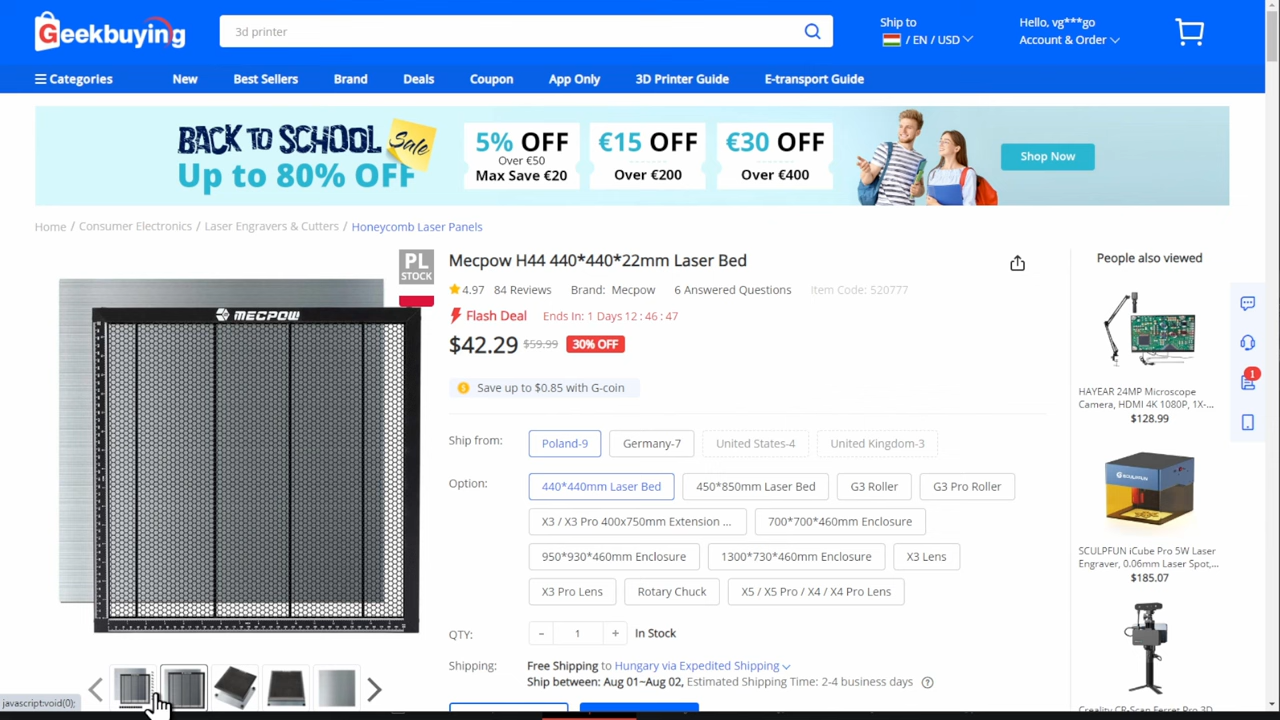 Geekbuying
3d printer
Ship to
/ EN / USD
Hello, vg***go
Account & Order
Categories
New
Best Sellers
Brand
Deals
Coupon
App Only
3D Printer Guide
E-transport Guide
BACK TO SCHOOL Sale
Up to 80% OFF
5% OFF
Over €50
Max Save €20
€15 OFF
Over €200
€30 OFF
Over €400
Shop Now
Home / Consumer Electronics / Laser Engravers & Cutters / Honeycomb Laser Panels
PL
STOCK
MECPOW
Mecpow H44 440*440*22mm Laser Bed
4.97 84 Reviews Brand: Mecpow 6 Answered Questions Item Code: 520777
Flash Deal Ends In: 1 Days 12 : 46 : 47
$42.29 $59.99 30% OFF
Save up to $0.85 with G-coin
Ship from: Poland-9 Germany-7 United States-4 United Kingdom-3
Option: 440*440mm Laser Bed 450*850mm Laser Bed G3 Roller G3 Pro Roller
X3 / X3 Pro 400x750mm Extension ... 700*700*460mm Enclosure
950*930*460mm Enclosure 1300*730*460mm Enclosure X3 Lens
X3 Pro Lens Rotary Chuck X5 / X5 Pro / X4 / X4 Pro Lens
QTY: - 1 + In Stock
Shipping: Free Shipping to Hungary via Expedited Shipping
Ship between: Aug 01~Aug 02, Estimated Shipping Time: 2-4 business days ?
People also viewed
HAYEAR 24MP Microscope
Camera, HDMI 4K 1080P, 1X-...
$128.99
SCULPFUN
SCULPFUN iCube Pro 5W Laser
Engraver, 0.06mm Laser Spot,...
$185.07
Creality CR-Scan Ferret Pro 3D
1
javascript:void(0);